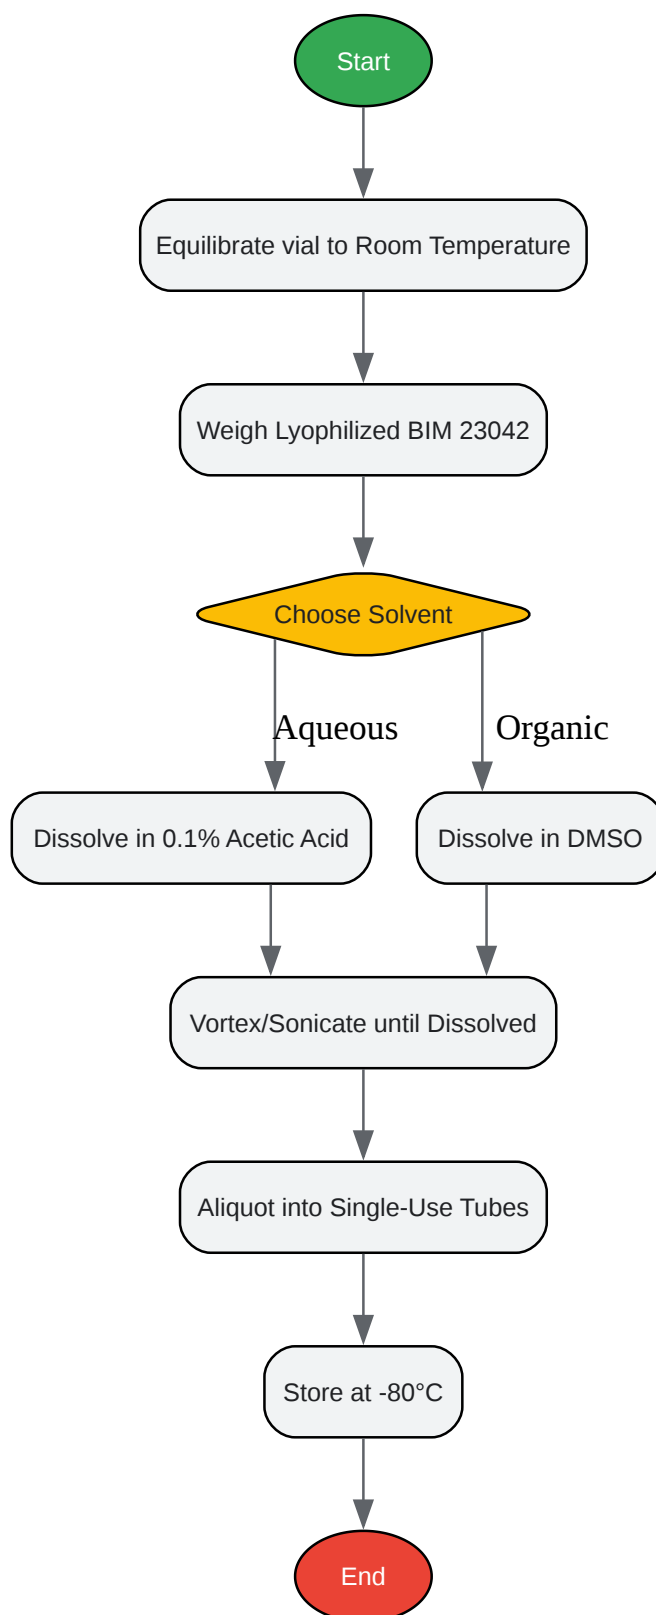 Start
Equilibrate vial to Room Temperature
Weigh Lyophilized BIM 23042
Choose Solvent
Aqueous
Organic
Dissolve in 0.1% Acetic Acid
Dissolve in DMSO
Vortex/Sonicate until Dissolved
Aliquot into Single-Use Tubes
Store at -80°C
End